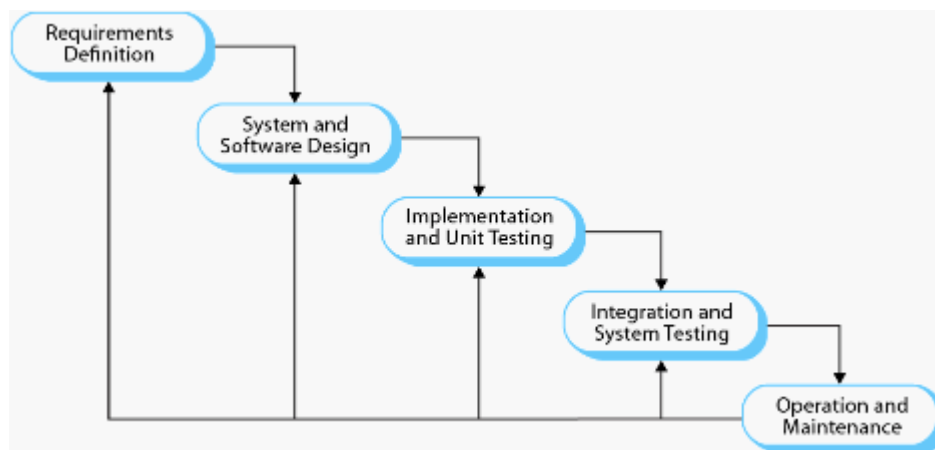 Requirements
Definition
System and
Software Design
Implementation
and Unit Testing
Integration and
System Testing
Operation and
Maintenance